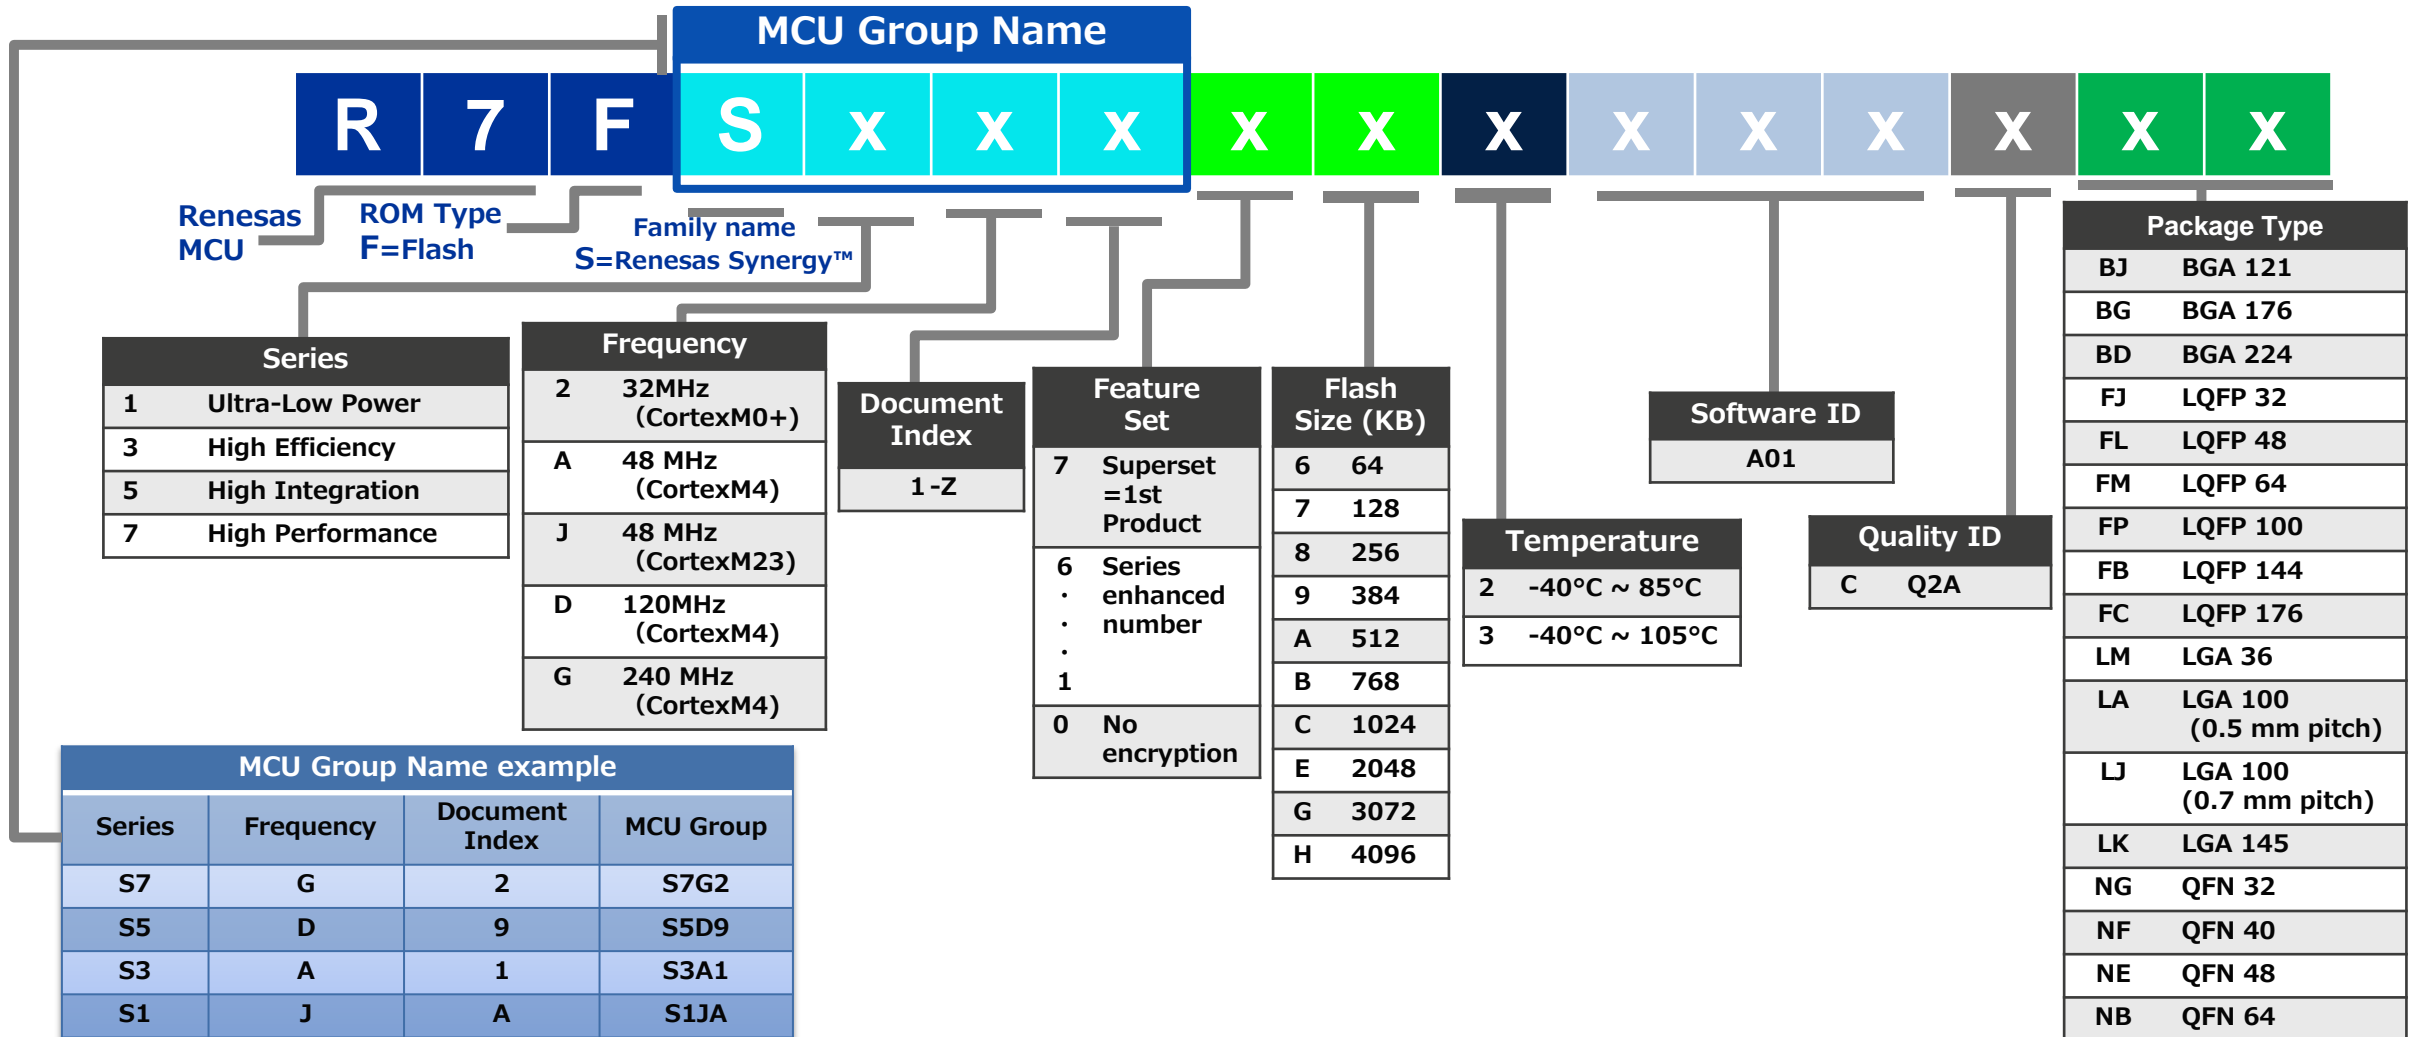 MCU Group Name
R 7 F S x x x x x x x x x x x x
Renesas
MCU
ROM Type
F=Flash
Family name
S=Renesas Synergy™
Series
1 Ultra-Low Power
3 High Efficiency
5 High Integration
7 High Performance
Frequency
2 32MHz
(CortexM0+)
A 48 MHz
(CortexM4)
J 48 MHz
(CortexM23)
D 120MHz
(CortexM4)
G 240 MHz
(CortexM4)
Document
Index
1-Z
Feature
Set
7 Superset
=1st
Product
6 Series
· enhanced
· number
·
1
0 No
encryption
Flash
Size (KB)
6 64
7 128
8 256
9 384
A 512
B 768
C 1024
E 2048
G 3072
H 4096
Temperature
2 -40°C ~ 85°C
3 -40°C ~ 105°C
Software ID
A01
Quality ID
C Q2A
Package Type
BJ BGA 121
BG BGA 176
BD BGA 224
FJ LQFP 32
FL LQFP 48
FM LQFP 64
FP LQFP 100
FB LQFP 144
FC LQFP 176
LM LGA 36
LA LGA 100
(0.5 mm pitch)
LJ LGA 100
(0.7 mm pitch)
LK LGA 145
NG QFN 32
NF QFN 40
NE QFN 48
NB QFN 64
MCU Group Name example
Series Frequency Document Index MCU Group
S7 G 2 S7G2
S5 D 9 S5D9
S3 A 1 S3A1
S1 J A S1JA